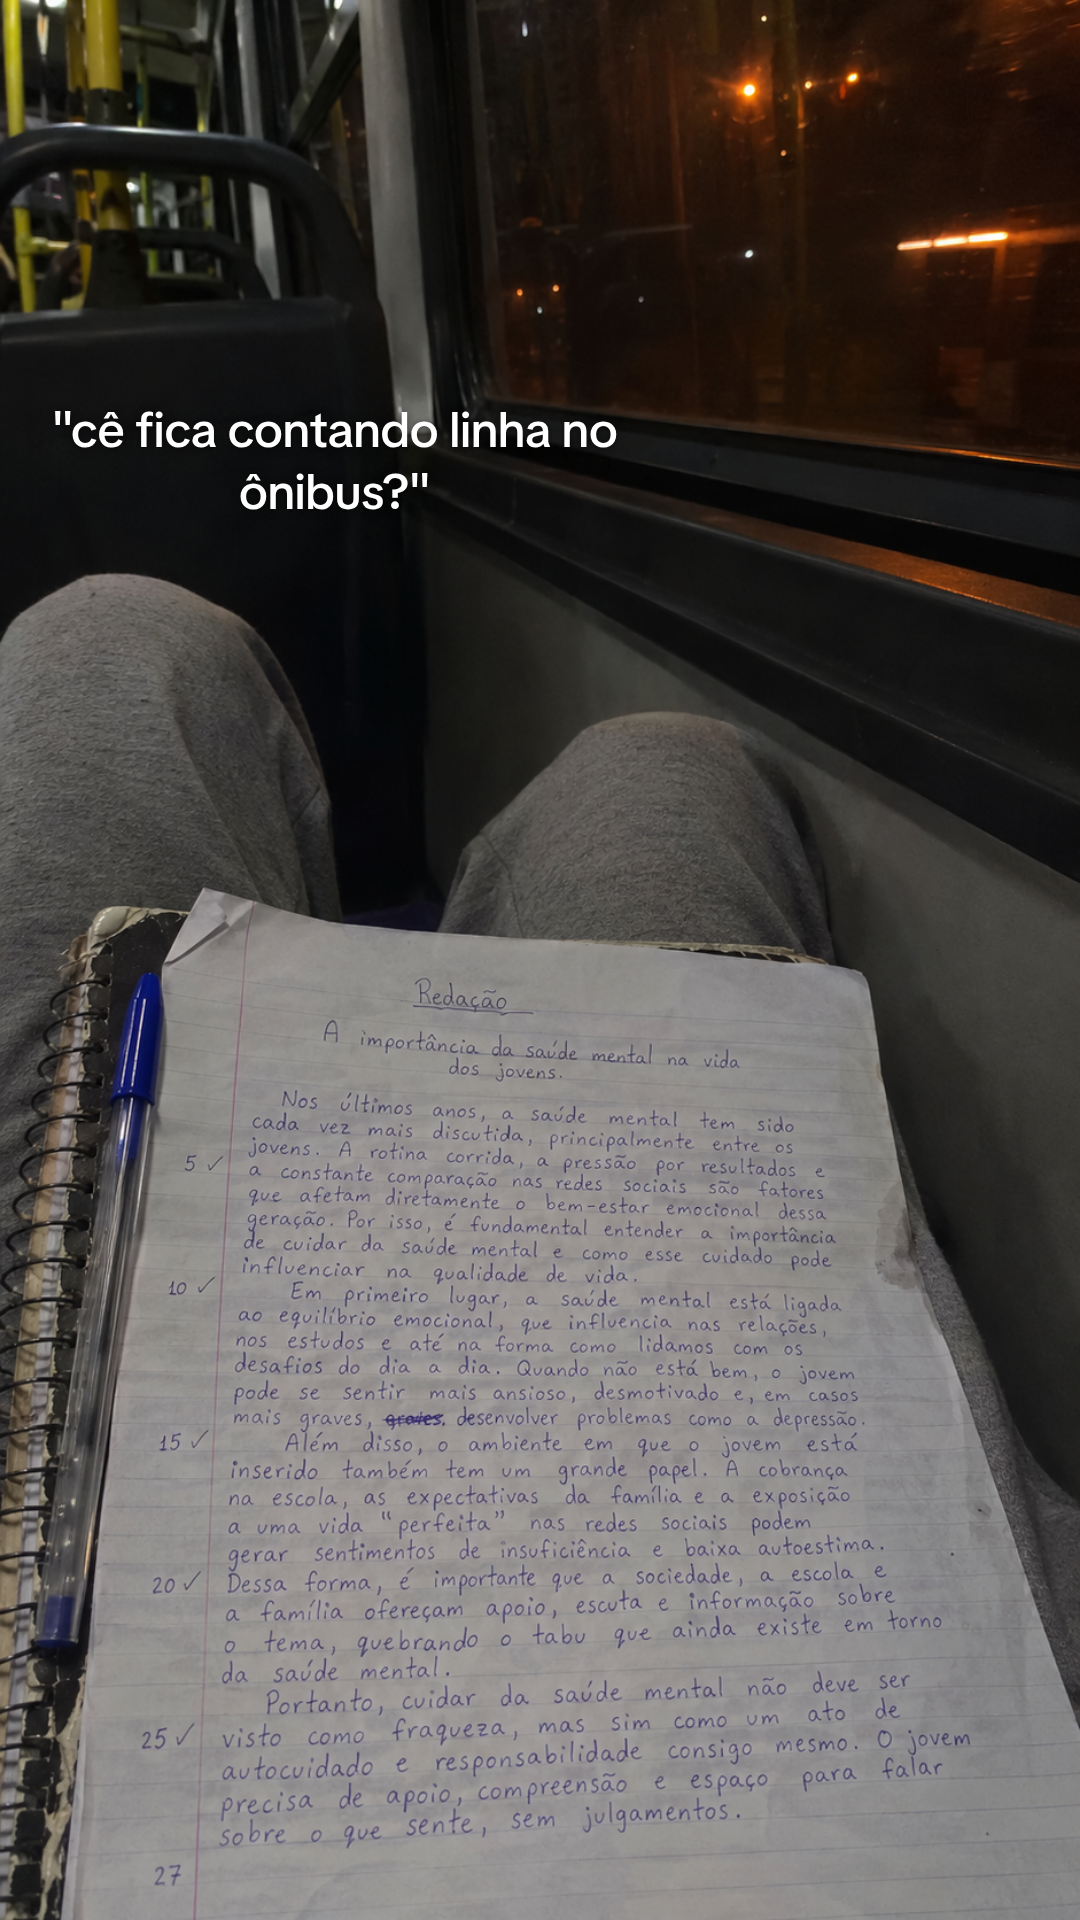 "cê fica contando linha no
ônibus?"
Redação
A importância da saúde mental na vida
dos jovens.
Nos últimos anos, a saúde mental tem sido
cada vez mais discutida, principalmente entre os
jovens. A rotina corrida, a pressão por resultados e
5 ✓ a constante comparação nas redes sociais são fatores
que afetam diretamente o bem-estar emocional dessa
geração. Por isso, é fundamental entender a importância
de cuidar da saúde mental e como esse cuidado pode
influenciar na qualidade de vida.
10 ✓ Em primeiro lugar, a saúde mental está ligada
ao equilíbrio emocional, que influencia nas relações,
nos estudos e até na forma como lidamos com os
desafios do dia a dia. Quando não está bem, o jovem
pode se sentir mais ansioso, desmotivado e, em casos
mais graves, desenvolver problemas como a depressão.
15 ✓ Além disso, o ambiente em que o jovem está
inserido também tem um grande papel. A cobrança
na escola, as expectativas da família e a exposição
a uma vida "perfeita" nas redes sociais podem
gerar sentimentos de insuficiência e baixa autoestima.
20 ✓ Dessa forma, é importante que a sociedade, a escola e
a família ofereçam apoio, escuta e informação sobre
o tema, quebrando o tabu que ainda existe em torno
da saúde mental.
Portanto, cuidar da saúde mental não deve ser
25 ✓ visto como fraqueza, mas sim como um ato de
autocuidado e responsabilidade consigo mesmo. O jovem
precisa de apoio, compreensão e espaço para falar
sobre o que sente, sem julgamentos.
27